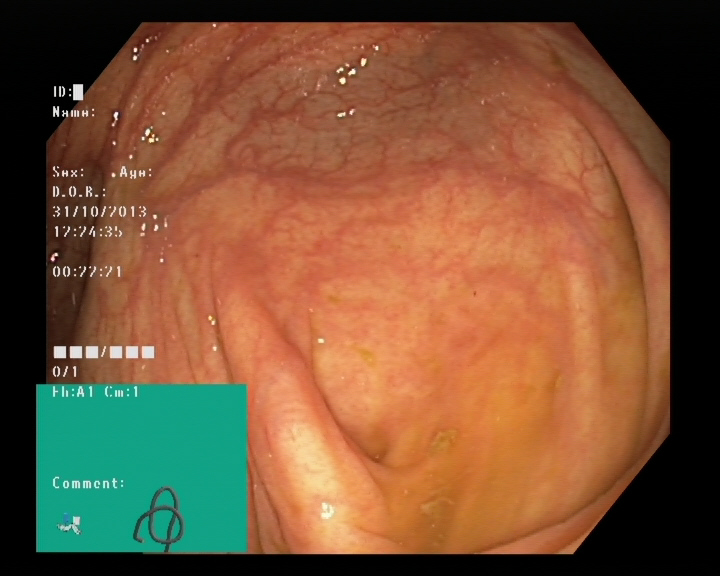 ID:
Name:
Sex: Age:
D.O.B.:
31/10/2013
12:24:35
00:22:21
■■■/■■■
0/1
Eh:A1 Cm:1
Comment: